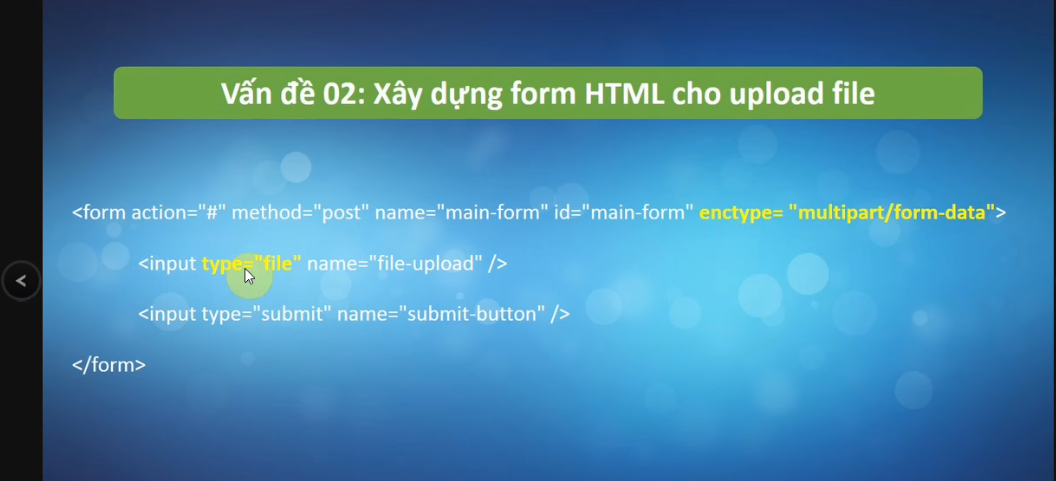 Vấn đề 02: Xây dựng form HTML cho upload file
<form action="#" method="post" name="main-form" id="main-form" enctype= "multipart/form-data">
<input type="file" name="file-upload" />
<input type="submit" name="submit-button" />
</form>